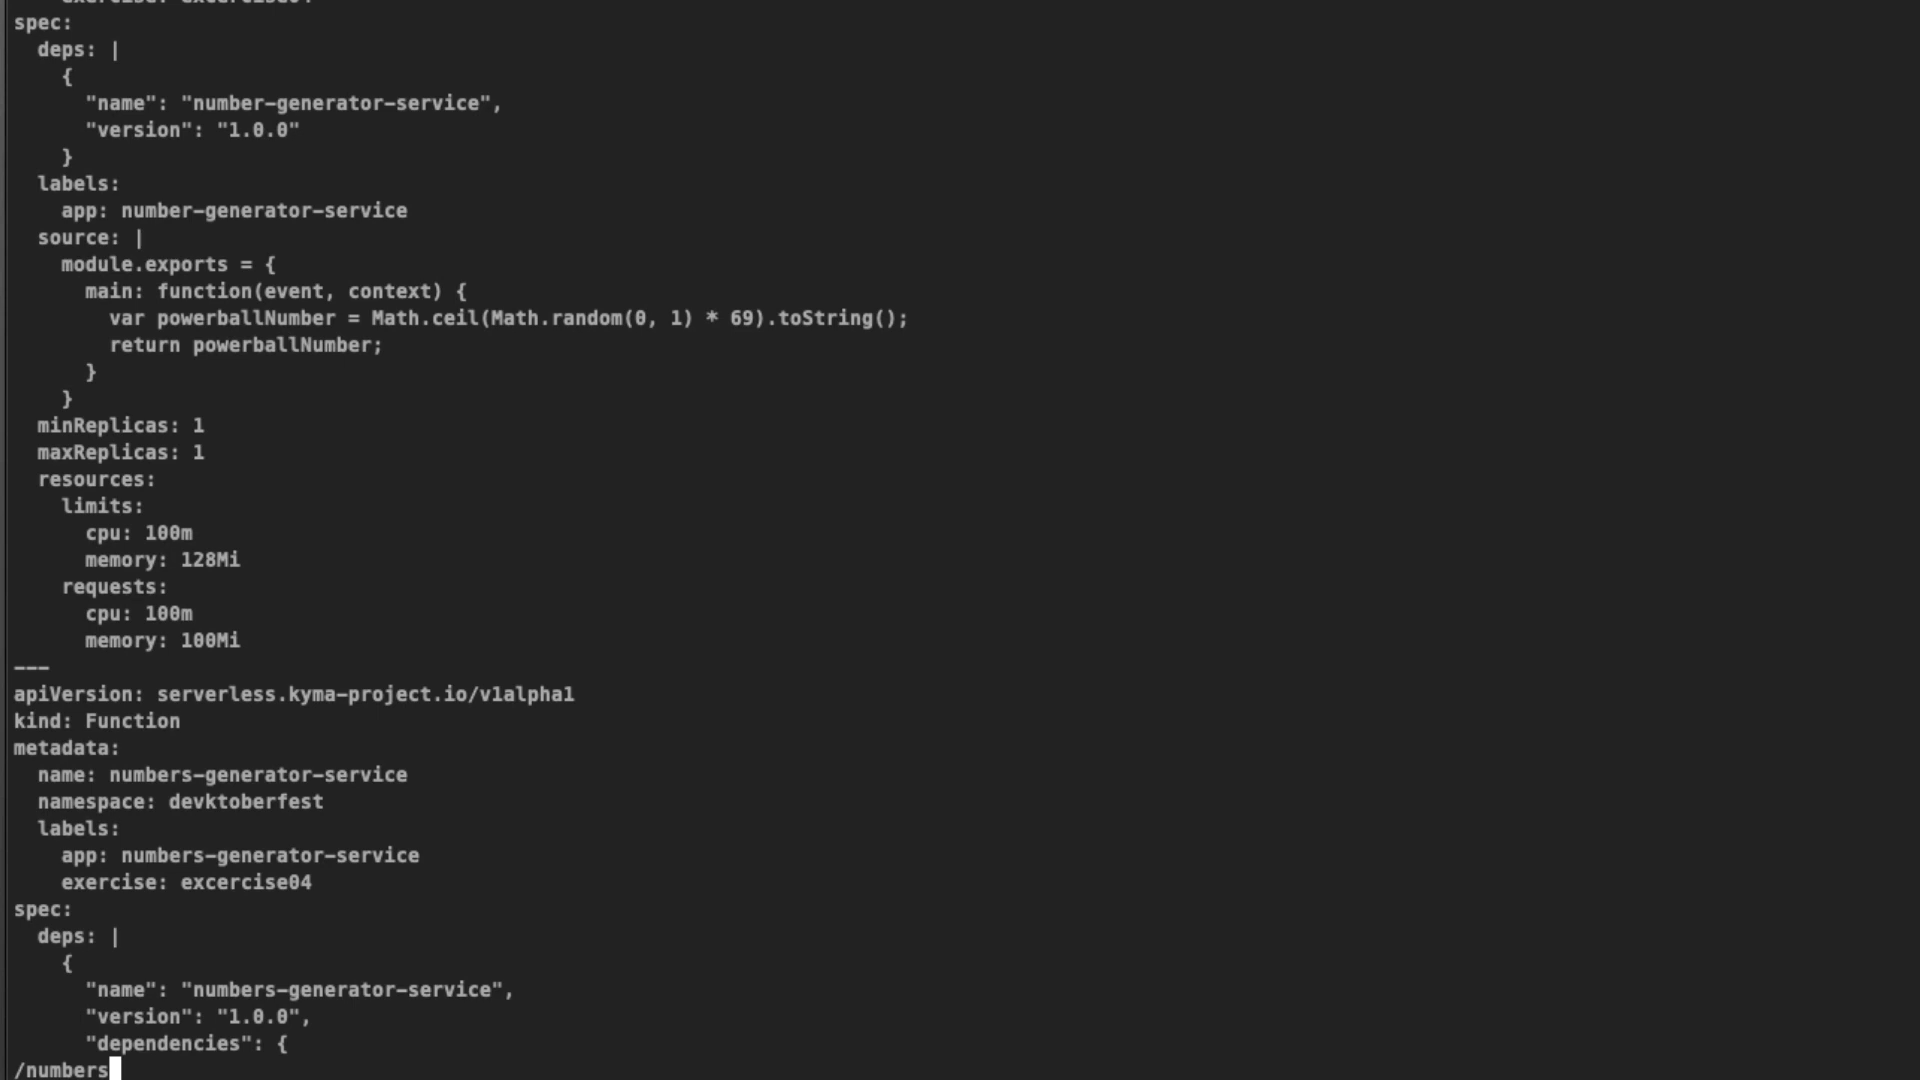 spec:
  deps: |
    {
      "name": "number-generator-service",
      "version": "1.0.0"
    }
  labels:
    app: number-generator-service
  source: |
    module.exports = {
      main: function(event, context) {
        var powerballNumber = Math.ceil(Math.random(0, 1) * 69).toString();
        return powerballNumber;
      }
    }
  minReplicas: 1
  maxReplicas: 1
  resources:
    limits:
      cpu: 100m
      memory: 128Mi
    requests:
      cpu: 100m
      memory: 100Mi
---
apiVersion: serverless.kyma-project.io/v1alpha1
kind: Function
metadata:
  name: numbers-generator-service
  namespace: devktoberfest
  labels:
    app: numbers-generator-service
    exercise: excercise04
spec:
  deps: |
    {
      "name": "numbers-generator-service",
      "version": "1.0.0",
      "dependencies": {
/numbers